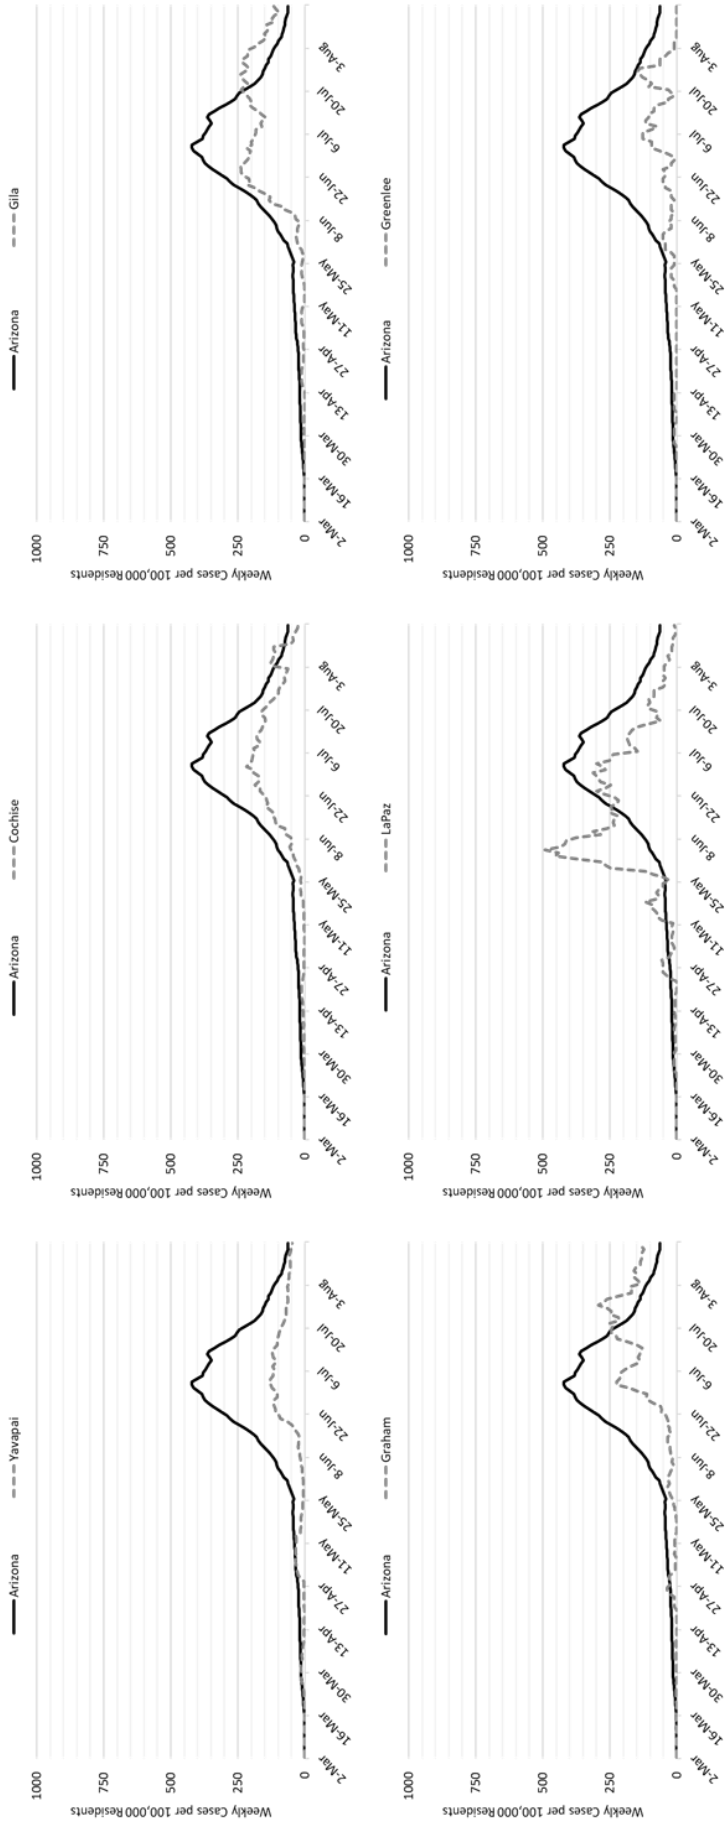 Arizona Yavapai
Weekly Cases per 100,000 Residents
1000
750
500
250
0
2-Mar 16-Mar 30-Mar 13-Apr 27-Apr 11-May 25-May 8-Jun 22-Jun 6-Jul 20-Jul 3-Aug
Arizona Cochise
Weekly Cases per 100,000 Residents
1000
750
500
250
0
2-Mar 16-Mar 30-Mar 13-Apr 27-Apr 11-May 25-May 8-Jun 22-Jun 6-Jul 20-Jul 3-Aug
Arizona Gila
Weekly Cases per 100,000 Residents
1000
750
500
250
0
2-Mar 16-Mar 30-Mar 13-Apr 27-Apr 11-May 25-May 8-Jun 22-Jun 6-Jul 20-Jul 3-Aug
Arizona Graham
Weekly Cases per 100,000 Residents
1000
750
500
250
0
2-Mar 16-Mar 30-Mar 13-Apr 27-Apr 11-May 25-May 8-Jun 22-Jun 6-Jul 20-Jul 3-Aug
Arizona LaPaz
Weekly Cases per 100,000 Residents
1000
750
500
250
0
2-Mar 16-Mar 30-Mar 13-Apr 27-Apr 11-May 25-May 8-Jun 22-Jun 6-Jul 20-Jul 3-Aug
Arizona Greenlee
Weekly Cases per 100,000 Residents
1000
750
500
250
0
2-Mar 16-Mar 30-Mar 13-Apr 27-Apr 11-May 25-May 8-Jun 22-Jun 6-Jul 20-Jul 3-Aug